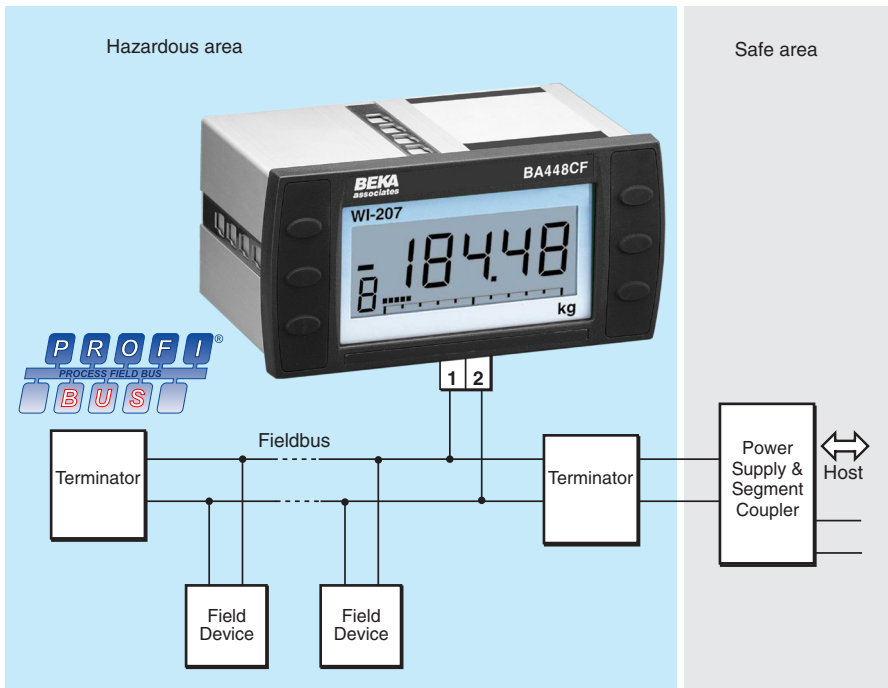 Hazardous area
Safe area
BEKA
associates
BA448CF
WI-207
184.48
8
kg
PROFI®
PROCESS FIELD BUS
BUS
1 2
Fieldbus
Terminator
Terminator
Power
Supply &
Segment
Coupler
Host
Field
Device
Field
Device